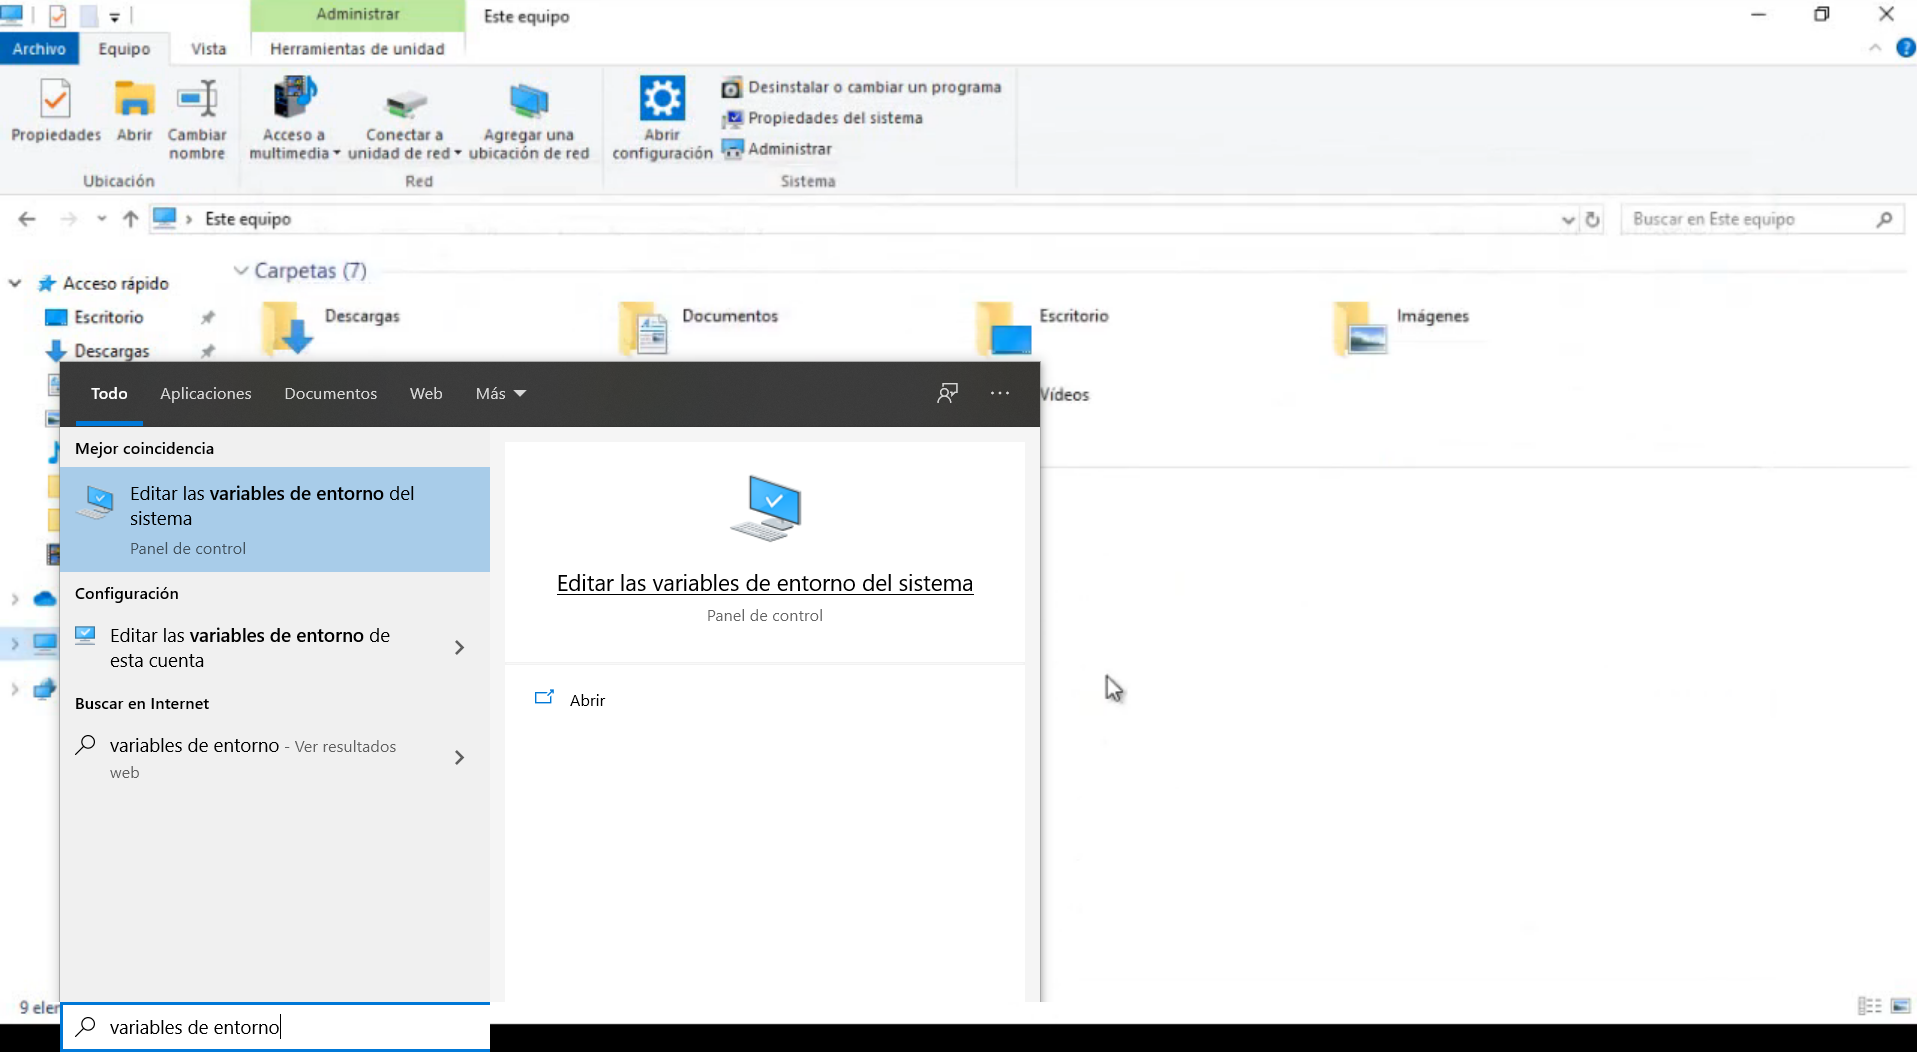 Administrar
Este equipo
Archivo
Equipo
Vista
Herramientas de unidad
Propiedades
Abrir
Cambiar
nombre
Acceso a
multimedia
Conectar a
unidad de red
Agregar una
ubicación de red
Abrir
configuración
Desinstalar o cambiar un programa
Propiedades del sistema
Administrar
Ubicación
Red
Sistema
Este equipo
Buscar en Este equipo
Acceso rápido
Escritorio
Descargas
Carpetas (7)
Descargas
Documentos
Escritorio
Imágenes
Vídeos
Todo
Aplicaciones
Documentos
Web
Más
Mejor coincidencia
Editar las variables de entorno del
sistema
Panel de control
Configuración
Editar las variables de entorno de
esta cuenta
Buscar en Internet
variables de entorno - Ver resultados
web
Editar las variables de entorno del sistema
Panel de control
Abrir
9 eler
variables de entorno